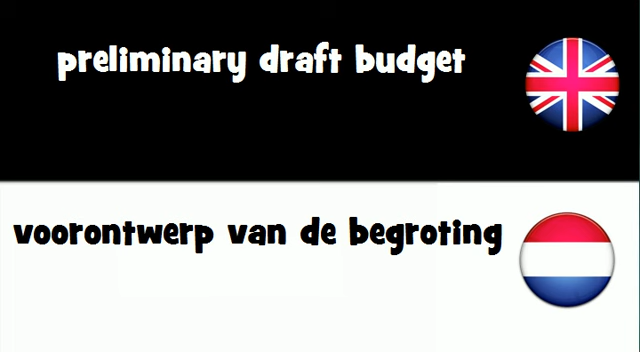 preliminary draft budget
voorontwerp van de begroting